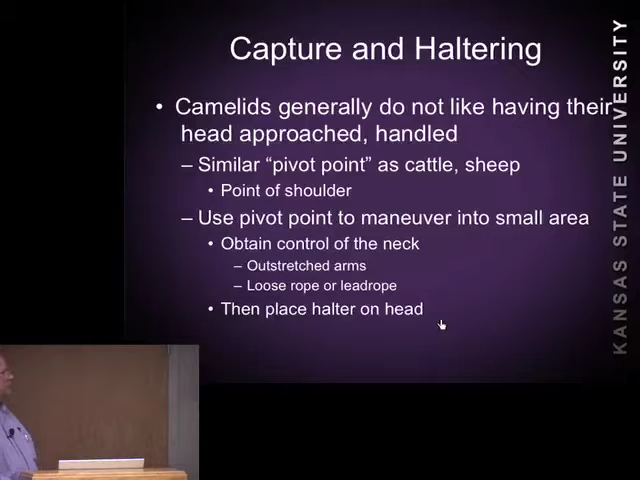 Capture and Haltering
• Camelids generally do not like having their
head approached, handled
– Similar “pivot point” as cattle, sheep
• Point of shoulder
– Use pivot point to maneuver into small area
• Obtain control of the neck
– Outstretched arms
– Loose rope or leadrope
• Then place halter on head
KANSAS STATE UNIVERSITY